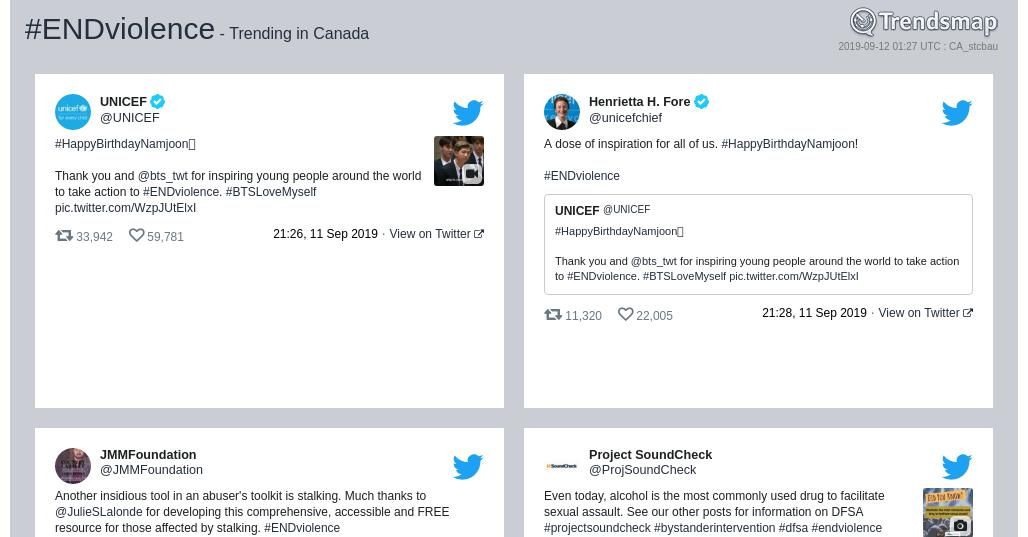 #ENDviolence - Trending in Canada
Trendsmap
2019-09-12 01:27 UTC : CA_stcbau
unicef
for every child
UNICEF
@UNICEF
#HappyBirthdayNamjoon
Thank you and @bts_twt for inspiring young people around the world
to take action to #ENDviolence. #BTSLoveMyself
pic.twitter.com/WzpJUtElxI
33,942 59,781 21:26, 11 Sep 2019 · View on Twitter
Henrietta H. Fore
@unicefchief
A dose of inspiration for all of us. #HappyBirthdayNamjoon!
#ENDviolence
UNICEF @UNICEF
#HappyBirthdayNamjoon
Thank you and @bts_twt for inspiring young people around the world to take action
to #ENDviolence. #BTSLoveMyself pic.twitter.com/WzpJUtElxI
11,320 22,005 21:28, 11 Sep 2019 · View on Twitter
JMMFoundation
@JMMFoundation
Another insidious tool in an abuser's toolkit is stalking. Much thanks to
@JulieSLalonde for developing this comprehensive, accessible and FREE
resource for those affected by stalking. #ENDviolence
SoundCheck
Project SoundCheck
@ProjSoundCheck
Even today, alcohol is the most commonly used drug to facilitate
sexual assault. See our other posts for information on DFSA
#projectsoundcheck #bystanderintervention #dfsa #endviolence
DID YOU KNOW?